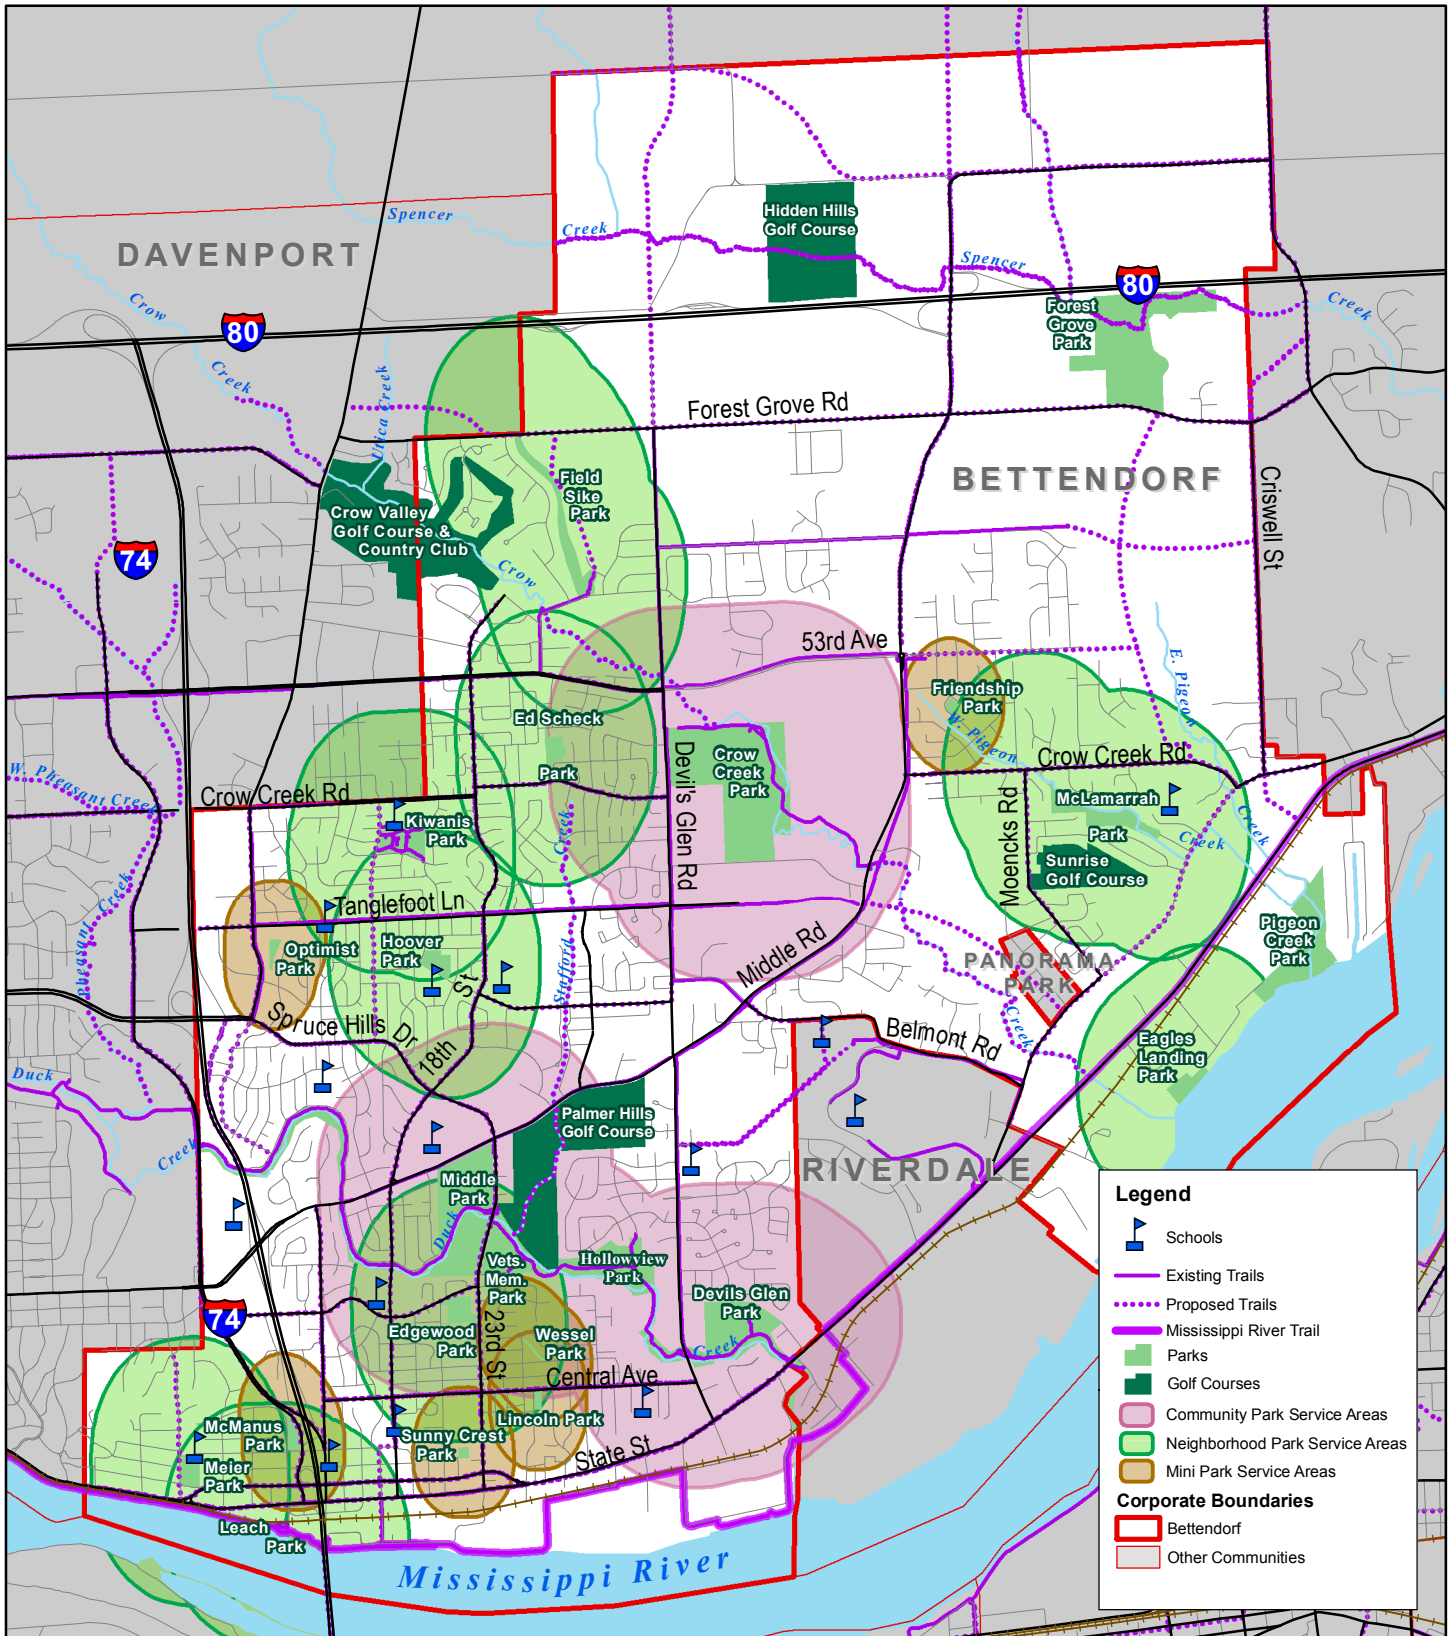 Spencer
Creek
Hidden Hills
Golf Course
DAVENPORT
Spencer
80
Creek
Crow
80
Forest
Grove
Park
Creek
Utica Creek
Forest Grove Rd
BETTENDORF
Criswell St
Field
Sike
Park
Crow Valley
Golf Course &
Country Club
74
Crow
53rd Ave
E. Pigeon
Friendship
Park
W. Pigeon
Ed Scheck
Park
Crow
Creek
Park
Devil's Glen Rd
Crow Creek Rd
Moencks Rd
McLamarrah
Park
Creek
Creek
Sunrise
Golf Course
W. Pheasant Creek
Crow Creek Rd
Kiwanis
Park
Creek
Pheasant
Creek
Tanglefoot Ln
Optimist
Park
Hoover
Park
Stafford
Middle Rd
PANORAMA
PARK
Pigeon
Creek
Park
Spruce Hills Dr
18th St
Belmont Rd
Creek
Eagles
Landing
Park
Duck
Creek
Palmer Hills
Golf Course
RIVERDALE
Middle
Park
Duck
Vets.
Mem.
Park
Hollowview
Park
Devils Glen
Park
Creek
74
Edgewood
Park
23rd St
Wessel
Park
Central Ave
McManus
Park
Meier
Park
Sunny Crest
Park
Lincoln Park
State St
Leach
Park
Mississippi River
Legend
Schools
Existing Trails
Proposed Trails
Mississippi River Trail
Parks
Golf Courses
Community Park Service Areas
Neighborhood Park Service Areas
Mini Park Service Areas
Corporate Boundaries
Bettendorf
Other Communities